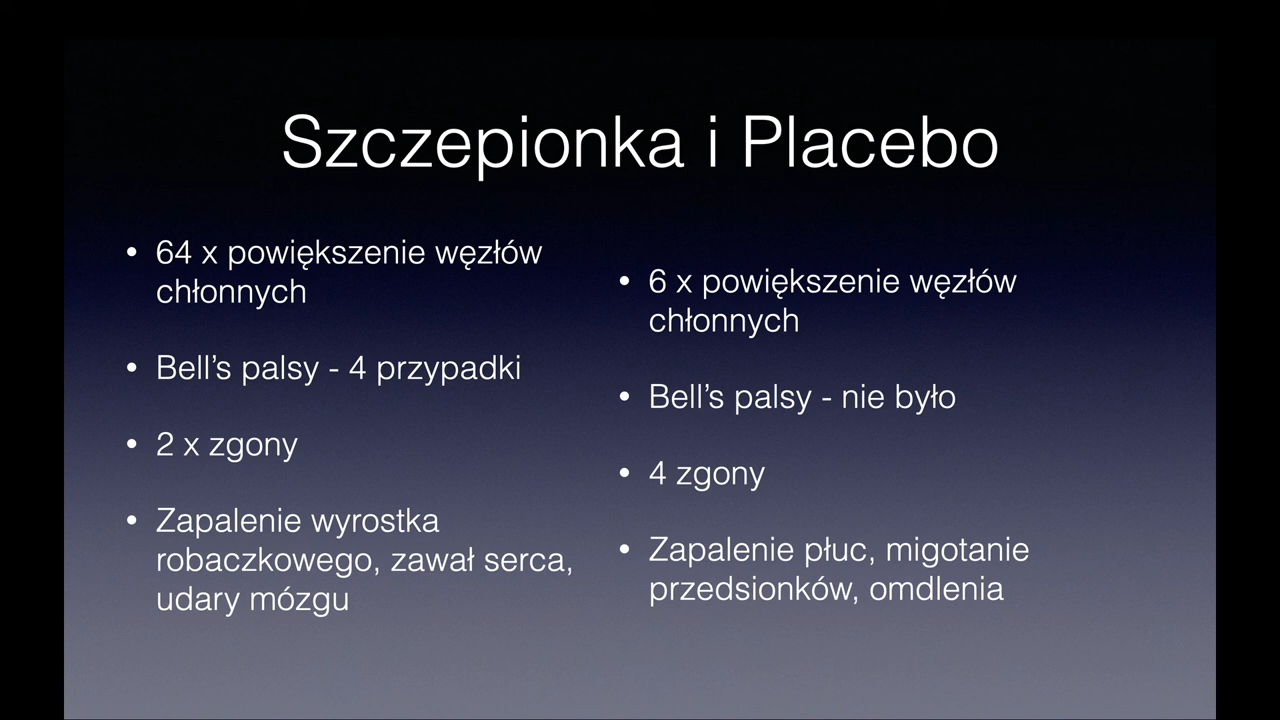 Szczepionka i Placebo
• 64 x powiększenie węzłów
chłonnych
• Bell’s palsy - 4 przypadki
• 2 x zgony
• Zapalenie wyrostka
robaczkowego, zawał serca,
udary mózgu
• 6 x powiększenie węzłów
chłonnych
• Bell’s palsy - nie było
• 4 zgony
• Zapalenie płuc, migotanie
przedsionków, omdlenia